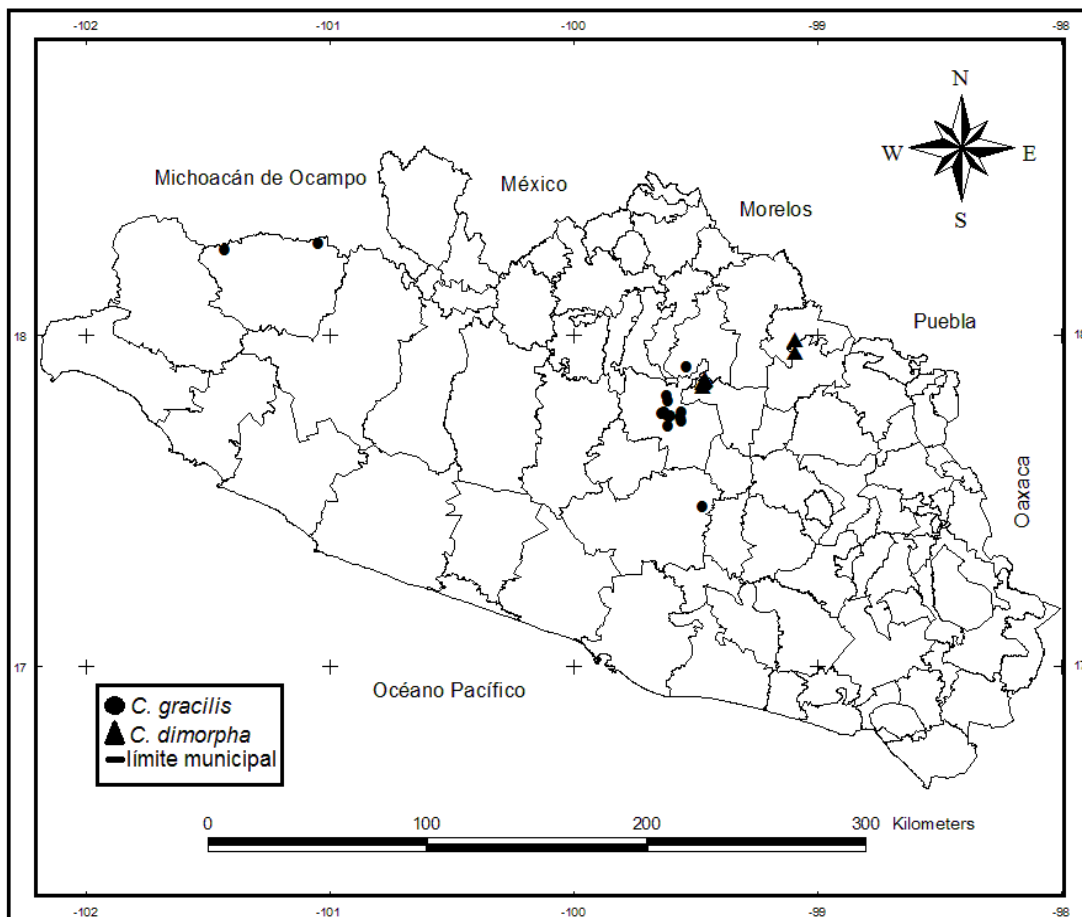 -102 -101 -100 -99 -98
N
W E
S
Michoacán de Ocampo
México
Morelos
Puebla
Oaxaca
18 18
17 17
Océano Pacífico
C. gracilis
C. dimorpha
límite municipal
0 100 200 300 Kilometers
-102 -101 -100 -99 -98